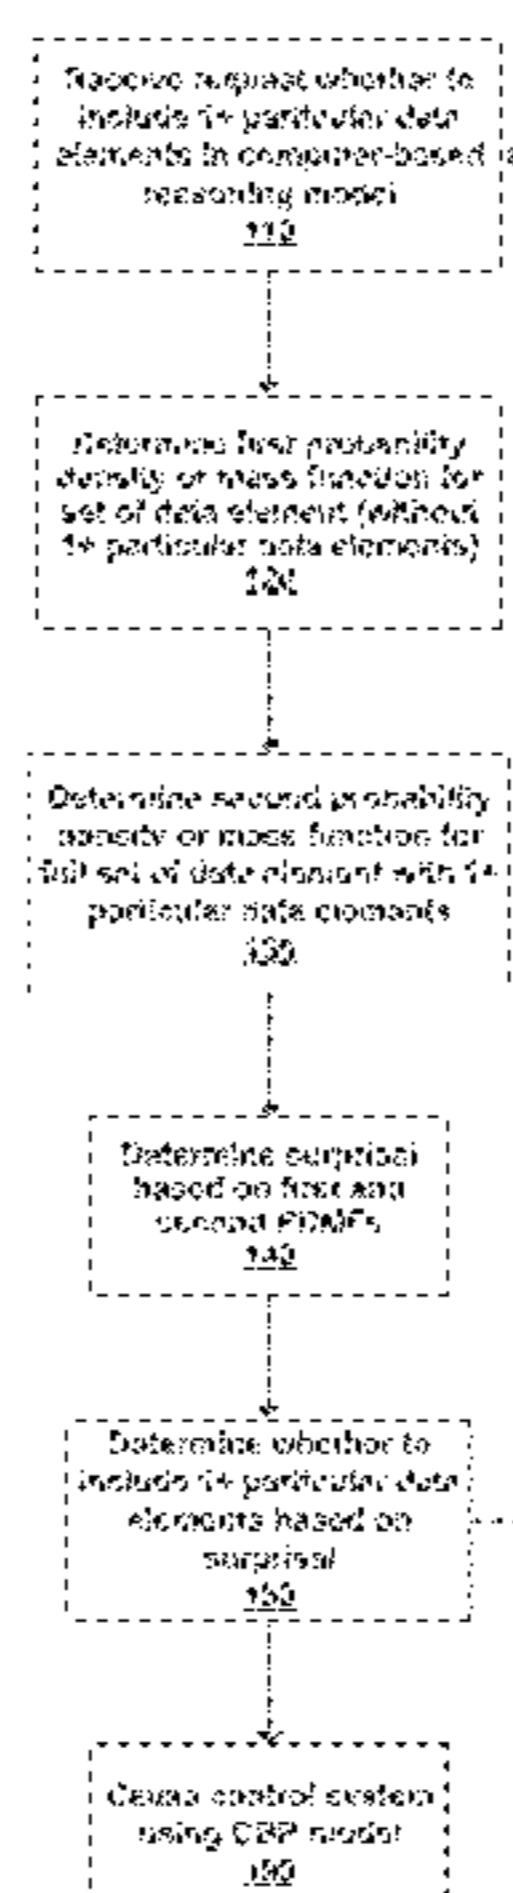 Receive request whether to
include 1+ particular data
elements in computer-based
reasoning model
110
Determine first probability
density or mass function for
set of data element (without
1+ particular data elements)
120
Determine second probability
density or mass function for
full set of data element with 1+
particular data elements
130
Determine surprisal
based on first and
second PDMFs
140
Determine whether to
include 1+ particular data
elements based on
surprisal
150
Cause control system
using CBR model